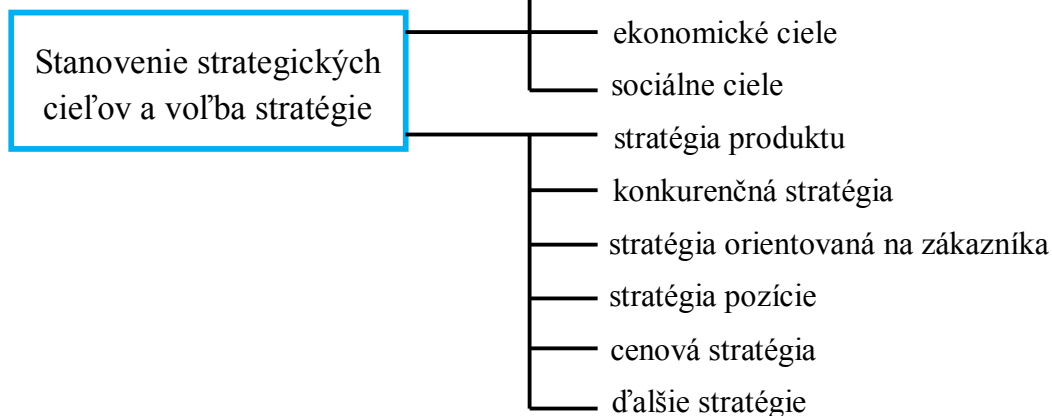 Stanovenie strategických
cieľov a voľba stratégie
ekonomické ciele
sociálne ciele
stratégia produktu
konkurenčná stratégia
stratégia orientovaná na zákazníka
stratégia pozície
cenová stratégia
ďalšie stratégie